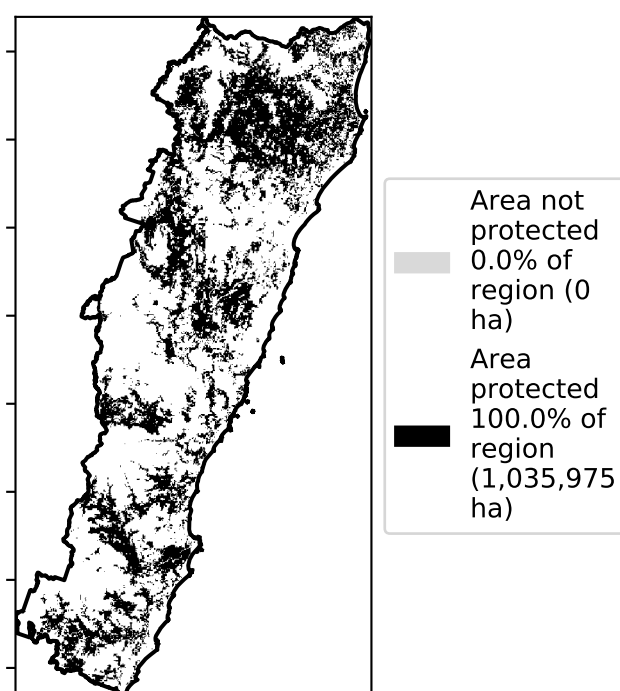 Area not
protected
0.0% of
region (0
ha)
Area
protected
100.0% of
region
(1,035,975
ha)